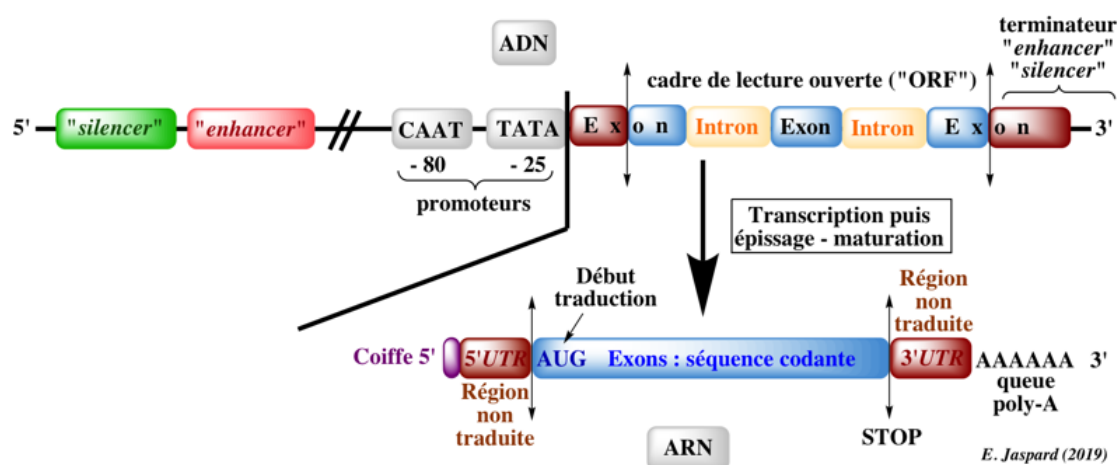 ADN
terminateur
"enhancer"
"silencer"
cadre de lecture ouverte ("ORF")
5' "silencer" "enhancer" CAAT TATA E x o n Intron Exon Intron E x o n 3'
- 80 - 25
promoteurs
Transcription puis
épissage - maturation
Début
traduction
Région
non
traduite
Coiffe 5' 5'UTR AUG Exons : séquence codante 3'UTR AAAAAA 3'
queue
poly-A
Région
non
traduite
STOP
ARN
E. Jaspard (2019)